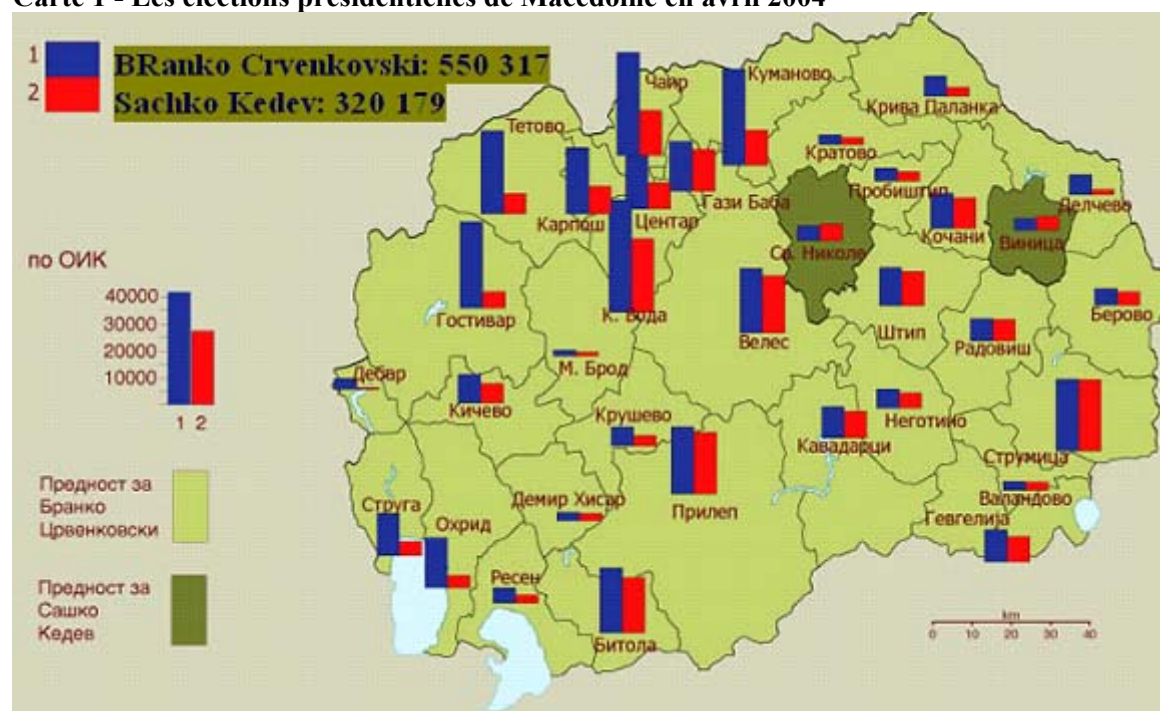 Carte 1 - Les élections présidentielles de Macédoine en avril 2004
1 BRanko Crvenkovski: 550 317
2 Sachko Kedev: 320 179
Чаир
Куманово
Крива Паланка
Тетово
Кратово
Пробиштип
Делчево
Карпош
Центар
Гази Баба
Кочани
Виница
Св. Николе
по ОИК
40000
30000
20000
10000
1 2
Гостивар
К. Вода
Велес
Штип
Берово
Радовиш
М. Брод
Дебар
Кичево
Крушево
Неготино
Кавадарци
Струмица
Предност за
Бранко
Црвенковски
Струга
Охрид
Демир Хисар
Прилеп
Валандово
Гевгелија
Предност за
Сашко
Кедев
Ресен
Битола
km
0 10 20 30 40